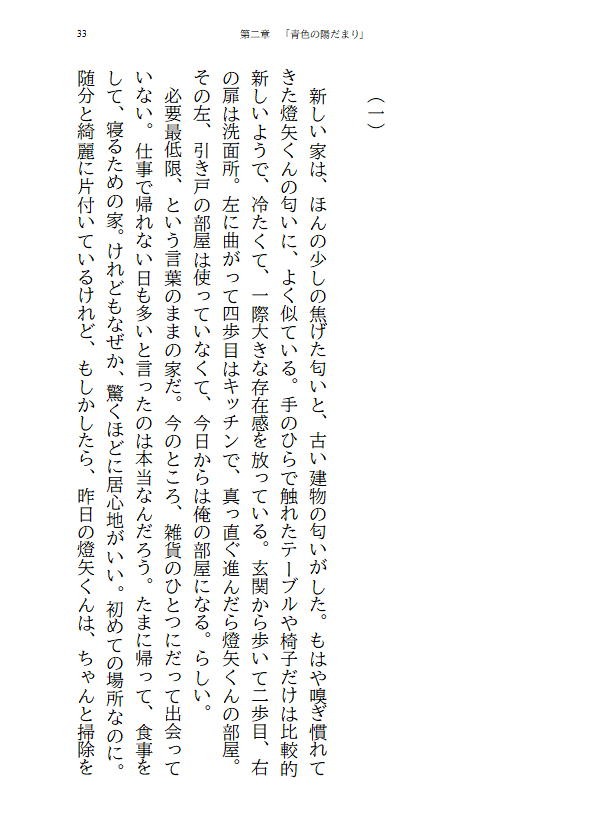 33
第二章　「青色の陽だまり」
（一）
　新しい家は、ほんの少しの焦げた匂いと、古い建物の匂いがした。もはや嗅ぎ慣れて
きた燈矢くんの匂いに、よく似ている。手のひらで触れたテーブルや椅子だけは比較的
新しいようで、冷たくて、一際大きな存在感を放っている。玄関から歩いて二歩目、右
の扉は洗面所。左に曲がって四歩目はキッチンで、真っ直ぐ進んだら燈矢くんの部屋。
その左、引き戸の部屋は使っていなくて、今日からは俺の部屋になる。らしい。
　必要最低限、という言葉のままの家だ。今のところ、雑貨のひとつにだって出会って
いない。仕事で帰れない日も多いと言ったのは本当なんだろう。たまに帰って、食事を
して、寝るための家。けれどもなぜか、驚くほどに居心地がいい。初めての場所なのに。
随分と綺麗に片付いているけれど、もしかしたら、昨日の燈矢くんは、ちゃんと掃除を